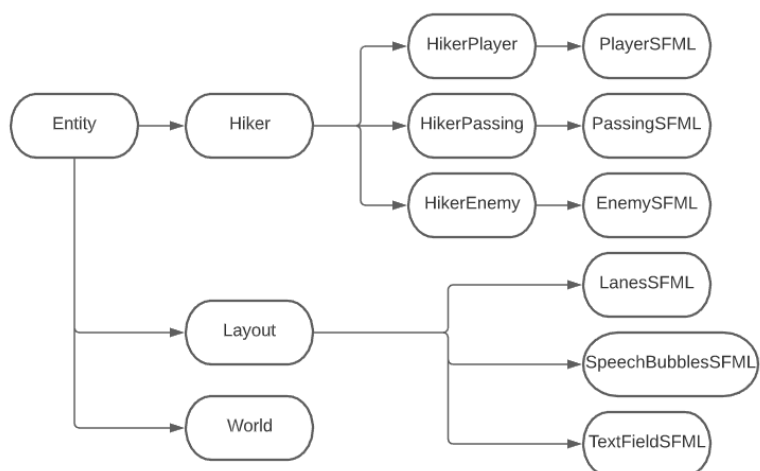 HikerPlayer
PlayerSFML
Entity
Hiker
HikerPassing
PassingSFML
HikerEnemy
EnemySFML
LanesSFML
Layout
SpeechBubblesSFML
World
TextFieldSFML